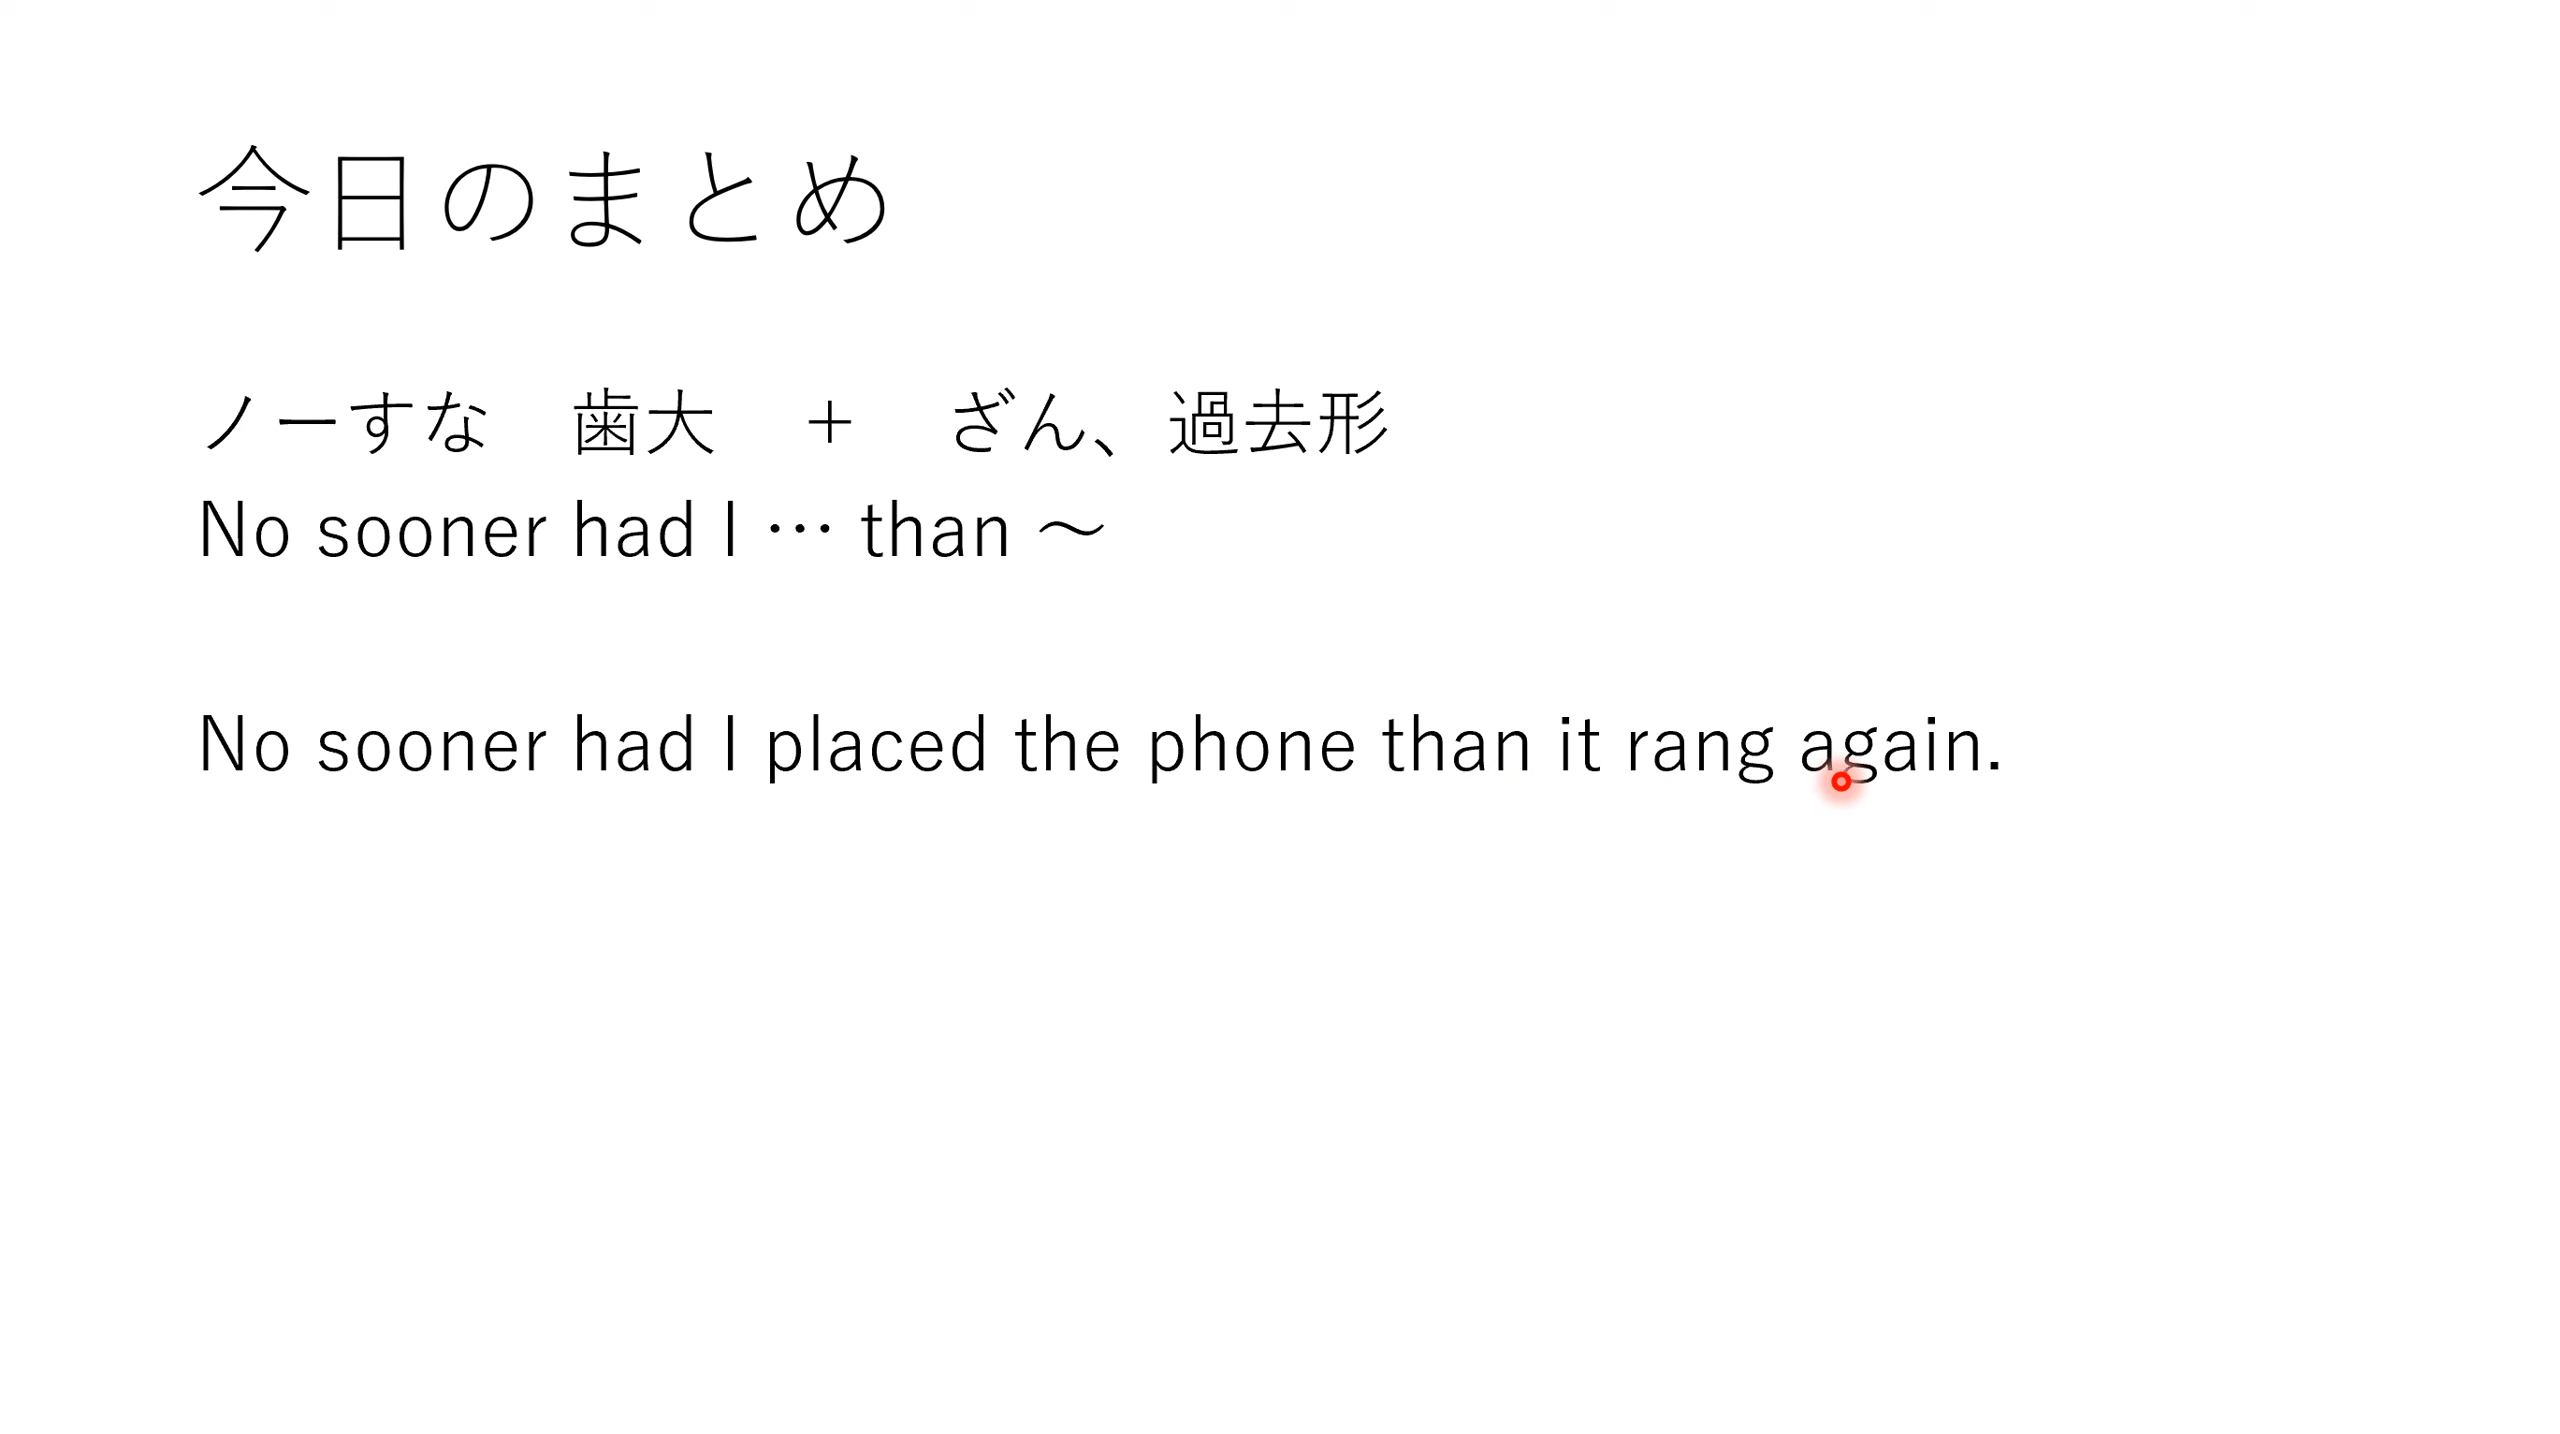 今日のまとめ
ノーすな　歯大　+　ざん、過去形
No sooner had I … than ～
No sooner had I placed the phone than it rang again.